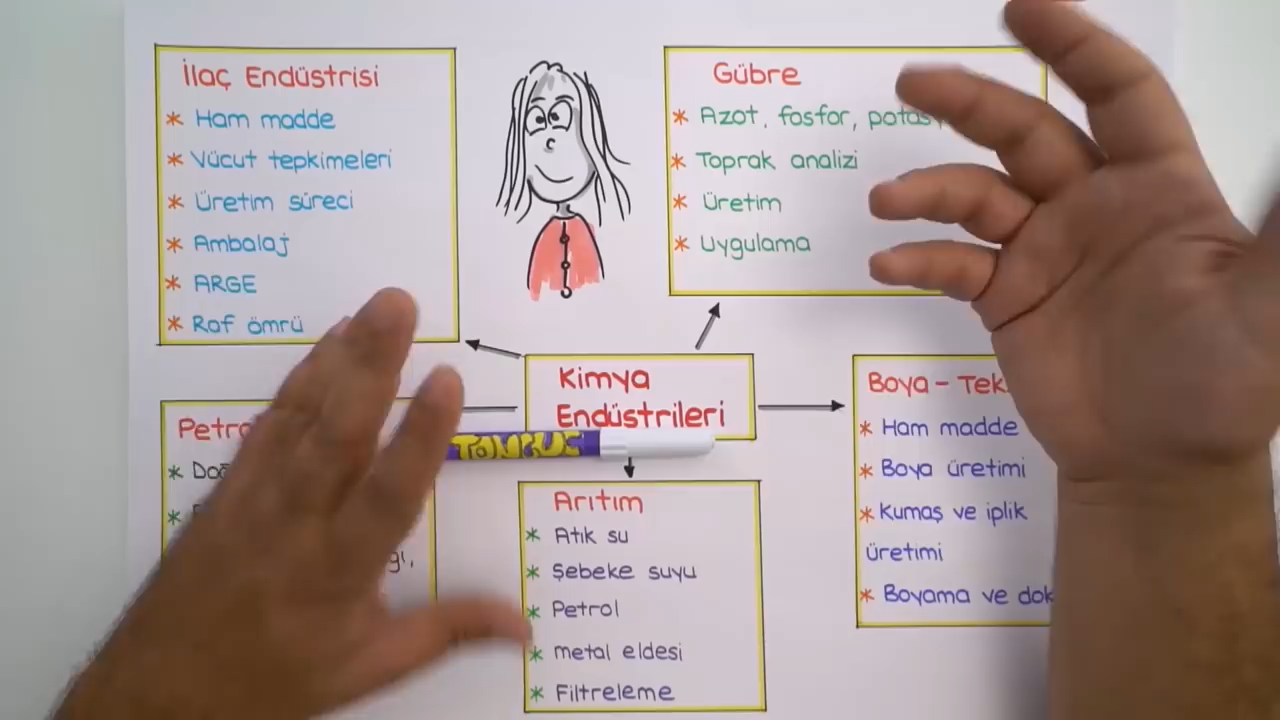 İlaç Endüstrisi
* Ham madde
* Vücut tepkimeleri
* Üretim süreci
* Ambalaj
* ARGE
* Raf ömrü
Gübre
* Azot, fosfor,
* Toprak analizi
* Üretim
* Uygulama
Kimya
Endüstrileri
TONGUÇ
Boya -
* Ham madde
* Boya üretimi
* Kumaş ve iplik
üretimi
* Boyama ve
Arıtım
* Atık su
* Şebeke suyu
* Petrol
* metal eldesi
* Filtreleme